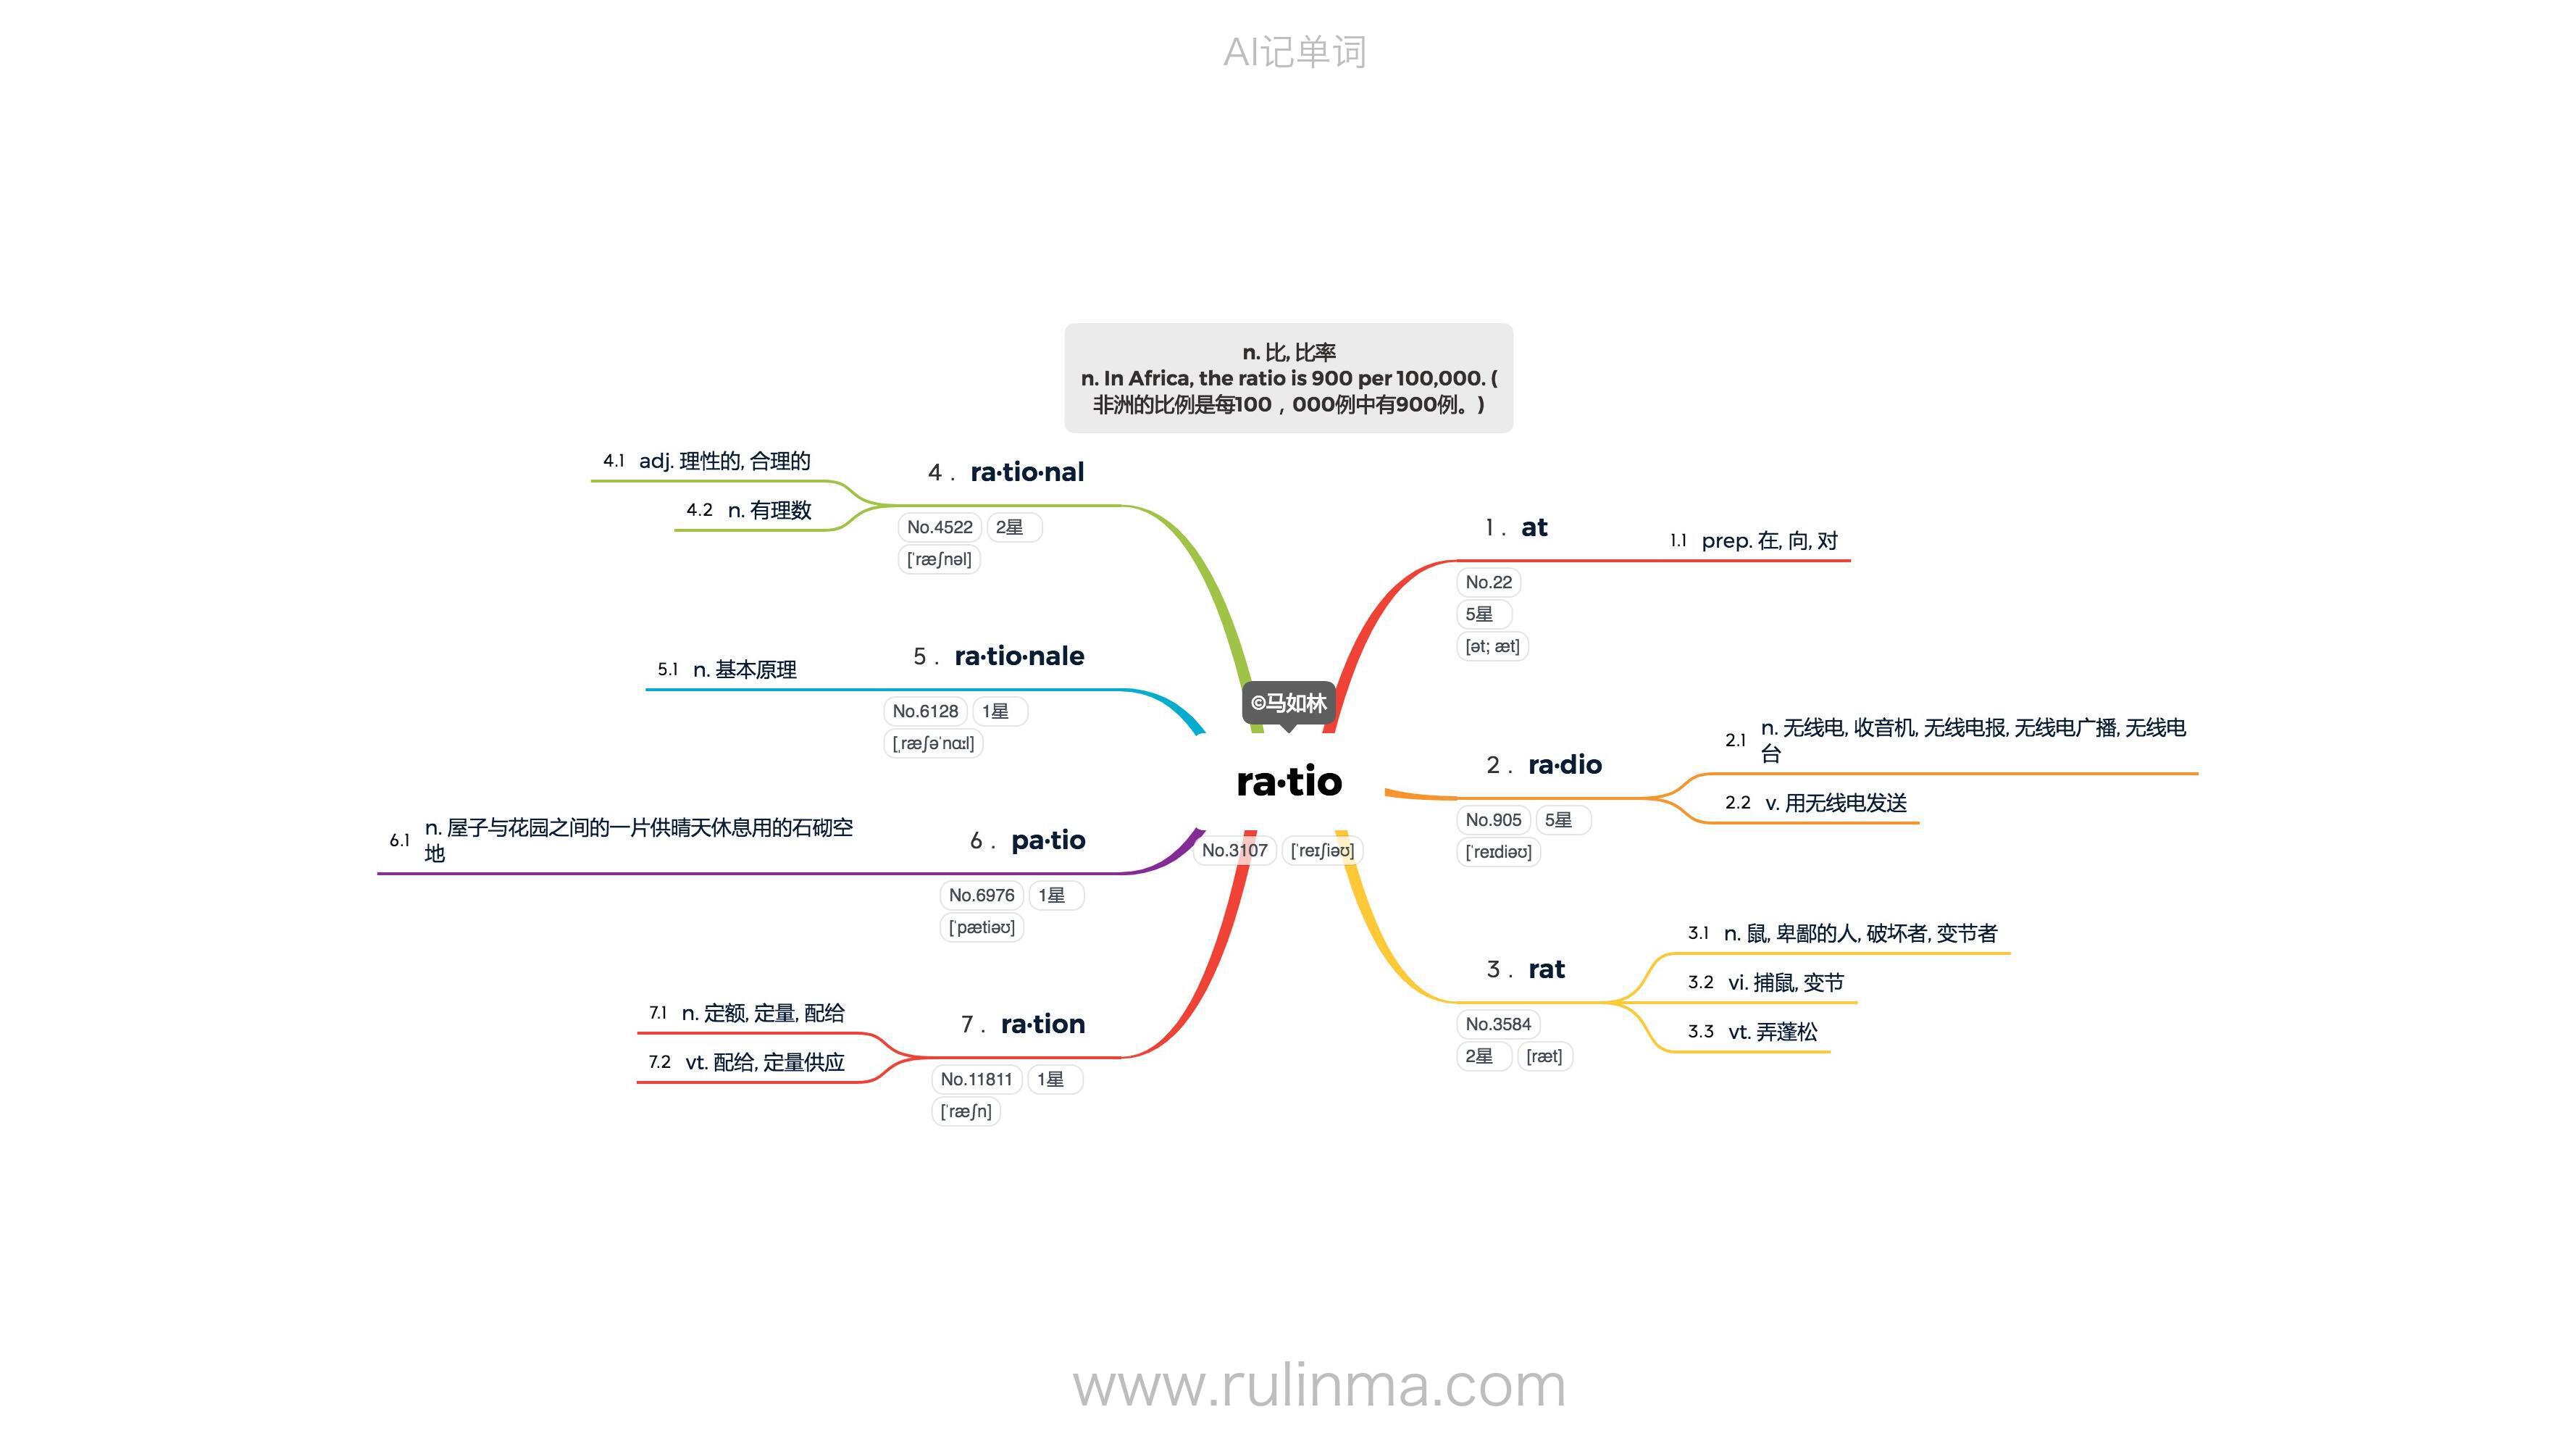 AI记单词
n. 比, 比率
n. In Africa, the ratio is 900 per 100,000. (
非洲的比例是每100，000例中有900例。)
©马如林
ra·tio
No.3107 [ˈreɪʃiəʊ]
1. at
No.22
5星
[ət; æt]
1.1 prep. 在, 向, 对
2. ra·dio
No.905 5星
[ˈreɪdiəʊ]
2.1 n. 无线电, 收音机, 无线电报, 无线电广播, 无线电
台
2.2 v. 用无线电发送
3. rat
No.3584
2星 [ræt]
3.1 n. 鼠, 卑鄙的人, 破坏者, 变节者
3.2 vi. 捕鼠, 变节
3.3 vt. 弄蓬松
4. ra·tio·nal
No.4522 2星
[ˈræʃnəl]
4.1 adj. 理性的, 合理的
4.2 n. 有理数
5. ra·tio·nale
No.6128 1星
[ˌræʃəˈnɑːl]
5.1 n. 基本原理
6. pa·tio
No.6976 1星
[ˈpætiəʊ]
6.1 n. 屋子与花园之间的一片供晴天休息用的石砌空
地
7. ra·tion
No.11811 1星
[ˈræʃn]
7.1 n. 定额, 定量, 配给
7.2 vt. 配给, 定量供应
www.rulinma.com